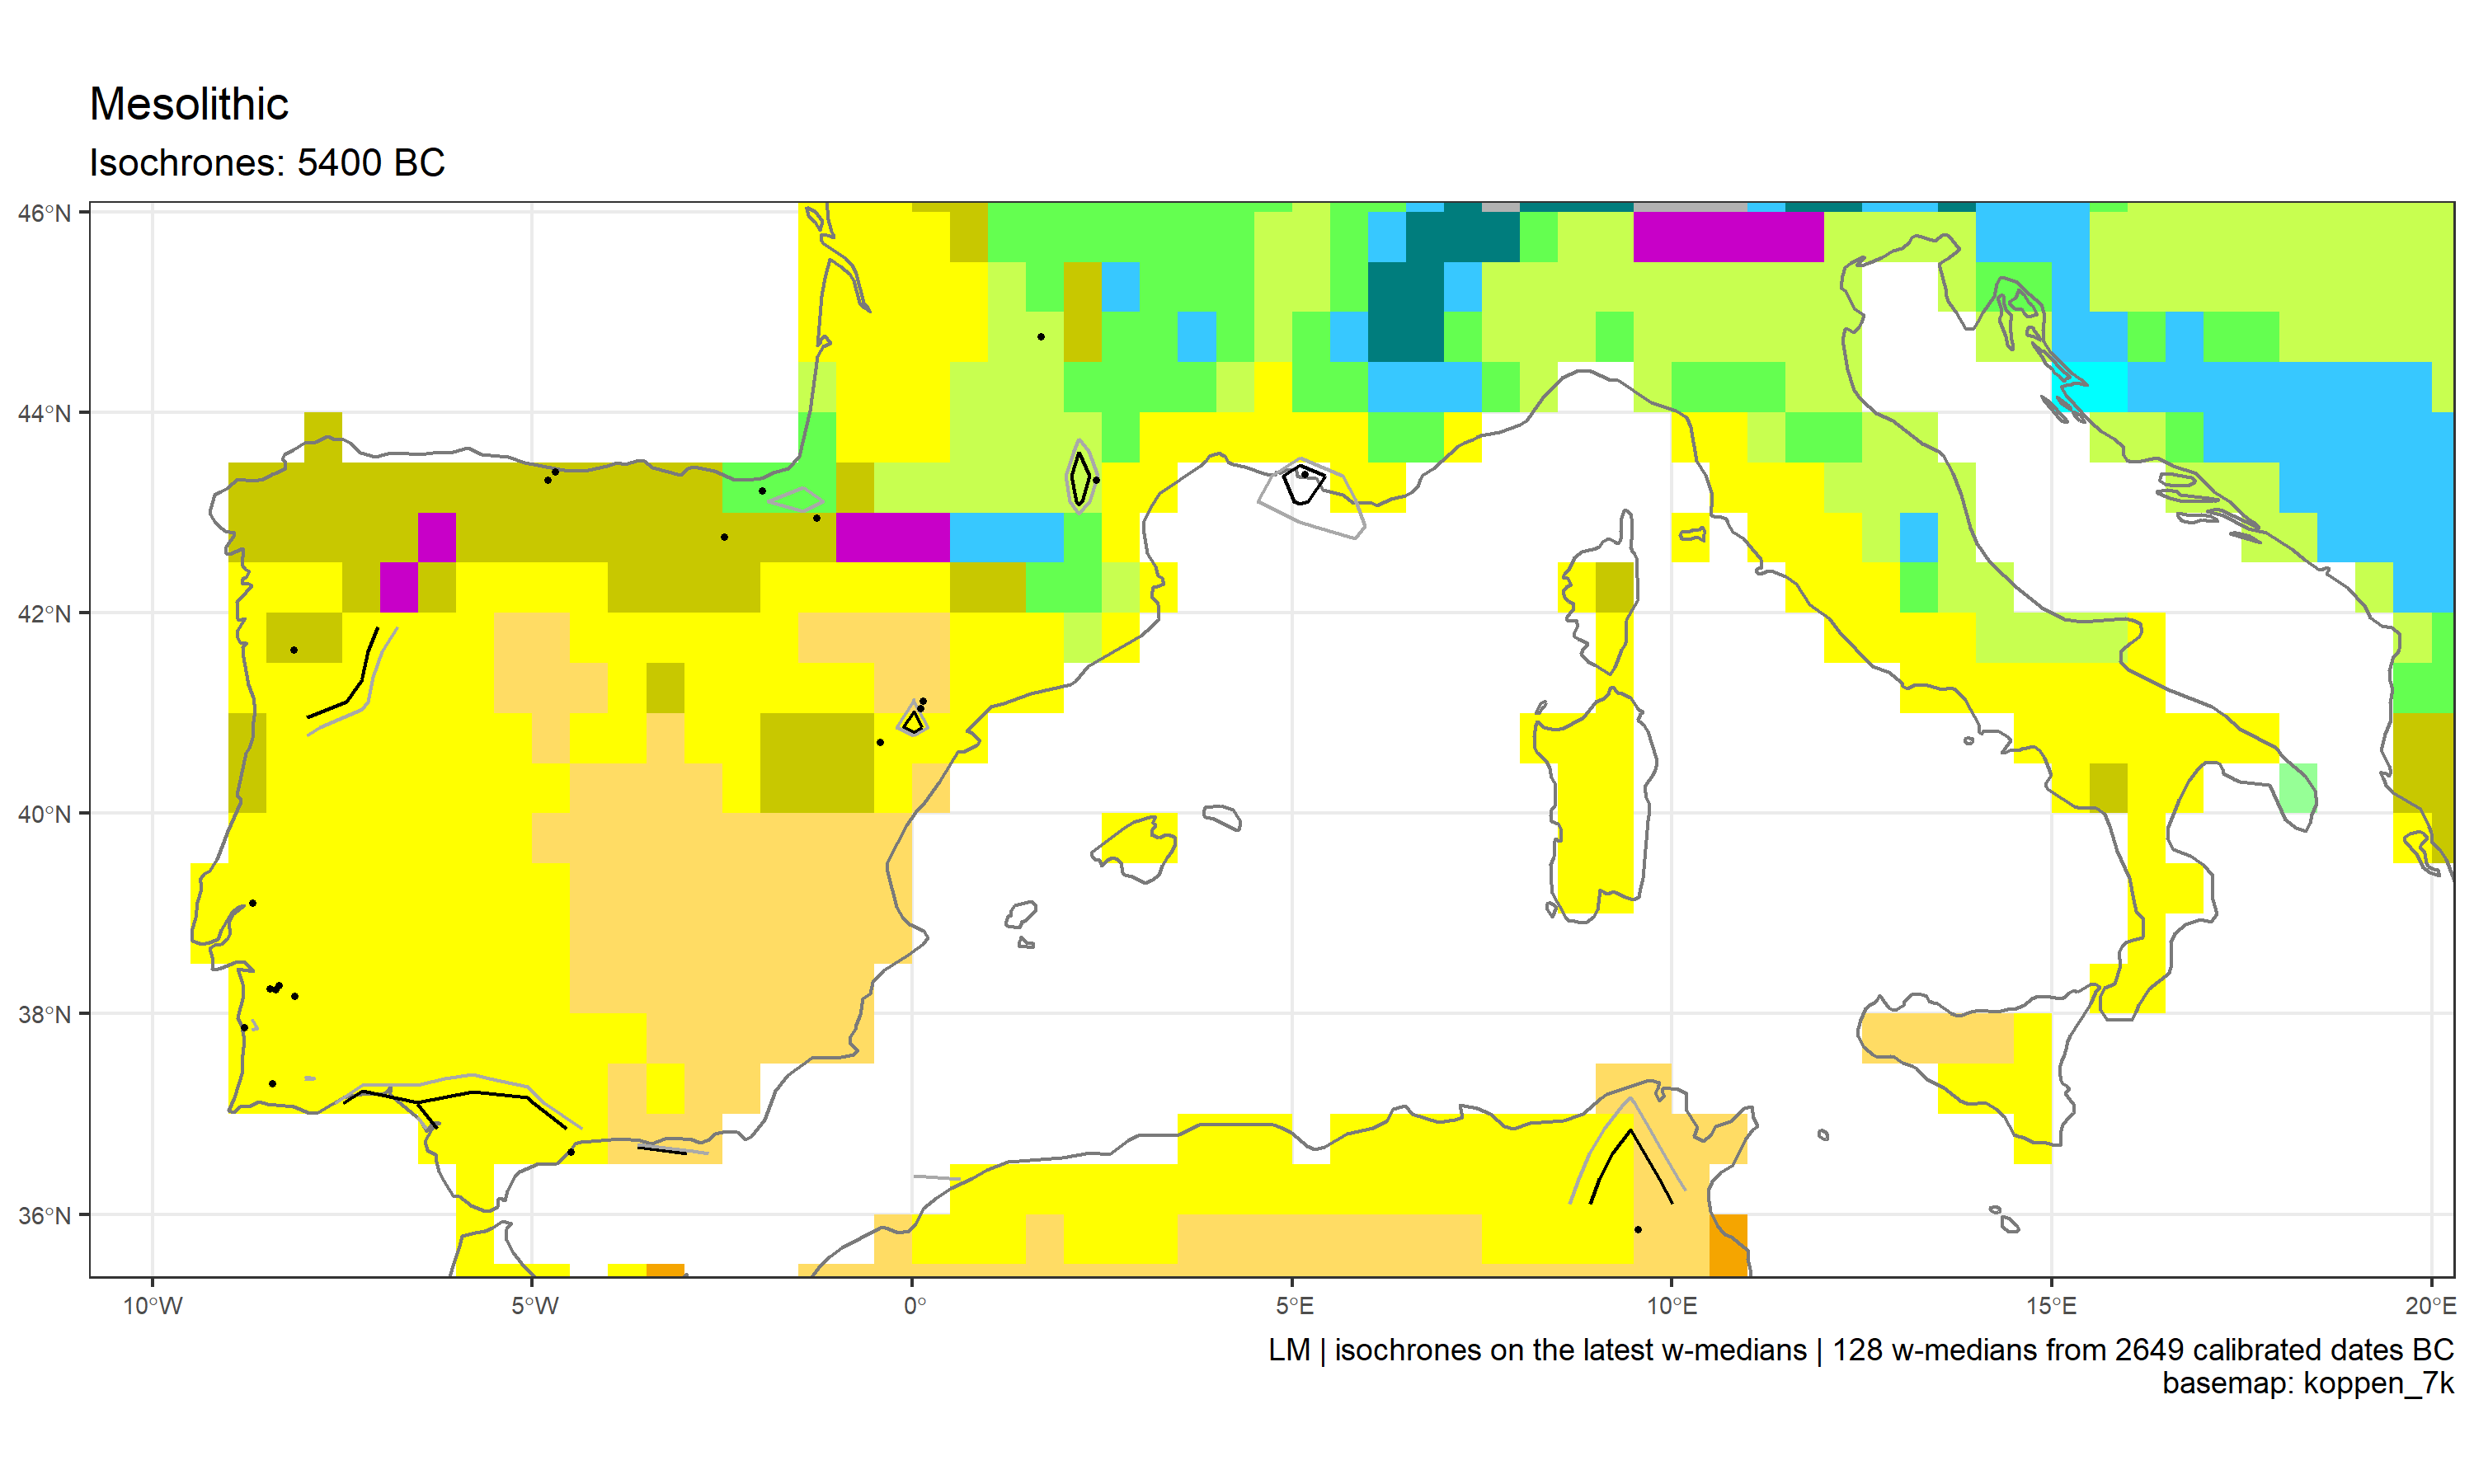 Mesolithic
Isochrones: 5400 BC
46°N
44°N
42°N
40°N
38°N
36°N
10°W 5°W 0° 5°E 10°E 15°E 20°E
LM | isochrones on the latest w-medians | 128 w-medians from 2649 calibrated dates BC
basemap: koppen_7k